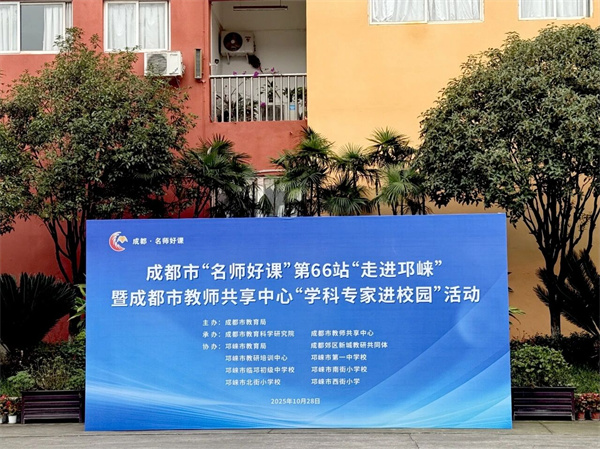 成都·名师好课
成都市“名师好课”第66站“走进邛崃”
暨成都市教师共享中心“学科专家进校园”活动
主办：成都市教育局
承办：成都市教育科学研究院 成都市教师共享中心
协办：邛崃市教育局 成都郊区新城教研共同体
邛崃市教研培训中心 邛崃市第一中学校
邛崃市临邛初级中学校 邛崃市南街小学校
邛崃市北街小学校 邛崃市西街小学
2025年10月28日